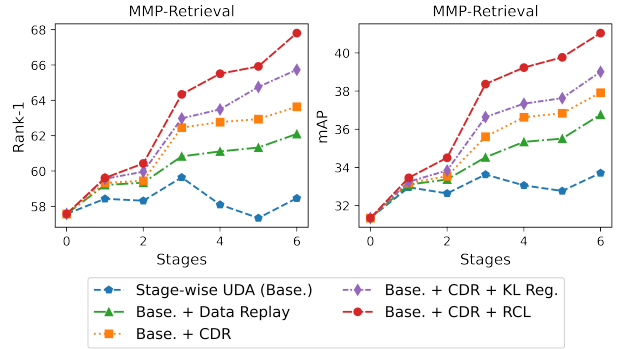 MMP-Retrieval
68
66
64
62
60
58
Rank-1
0
2
4
6
Stages
MMP-Retrieval
40
38
36
34
32
mAP
0
2
4
6
Stages
Stage-wise UDA (Base.)
Base. + Data Replay
Base. + CDR
Base. + CDR + KL Reg.
Base. + CDR + RCL